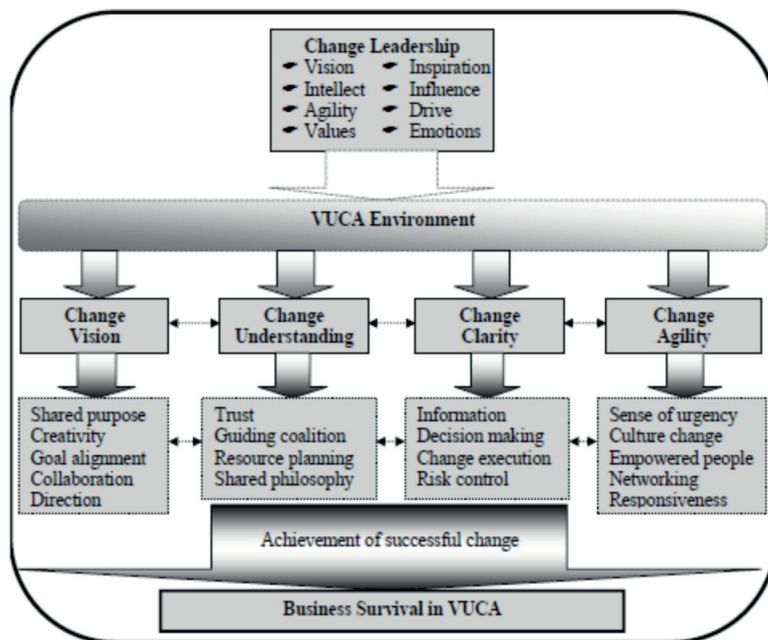 Change Leadership
Vision Inspiration
Intellect Influence
Agility Drive
Values Emotions
VUCA Environment
Change
Vision
Change
Understanding
Change
Clarity
Change
Agility
Shared purpose
Creativity
Goal alignment
Collaboration
Direction
Trust
Guiding coalition
Resource planning
Shared philosophy
Information
Decision making
Change execution
Risk control
Sense of urgency
Culture change
Empowered people
Networking
Responsiveness
Achievement of successful change
Business Survival in VUCA